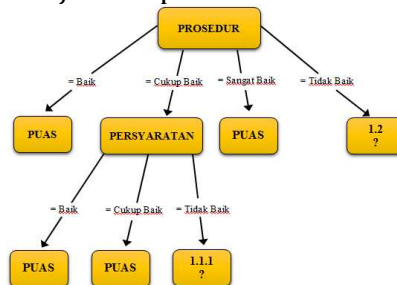 PROSEDUR
= Baik
= Cukup Baik
= Sangat Baik
= Tidak Baik
PUAS
PERSYARATAN
PUAS
1.2
?
= Baik
= Cukup Baik
= Tidak Baik
PUAS
PUAS
1.1.1
?